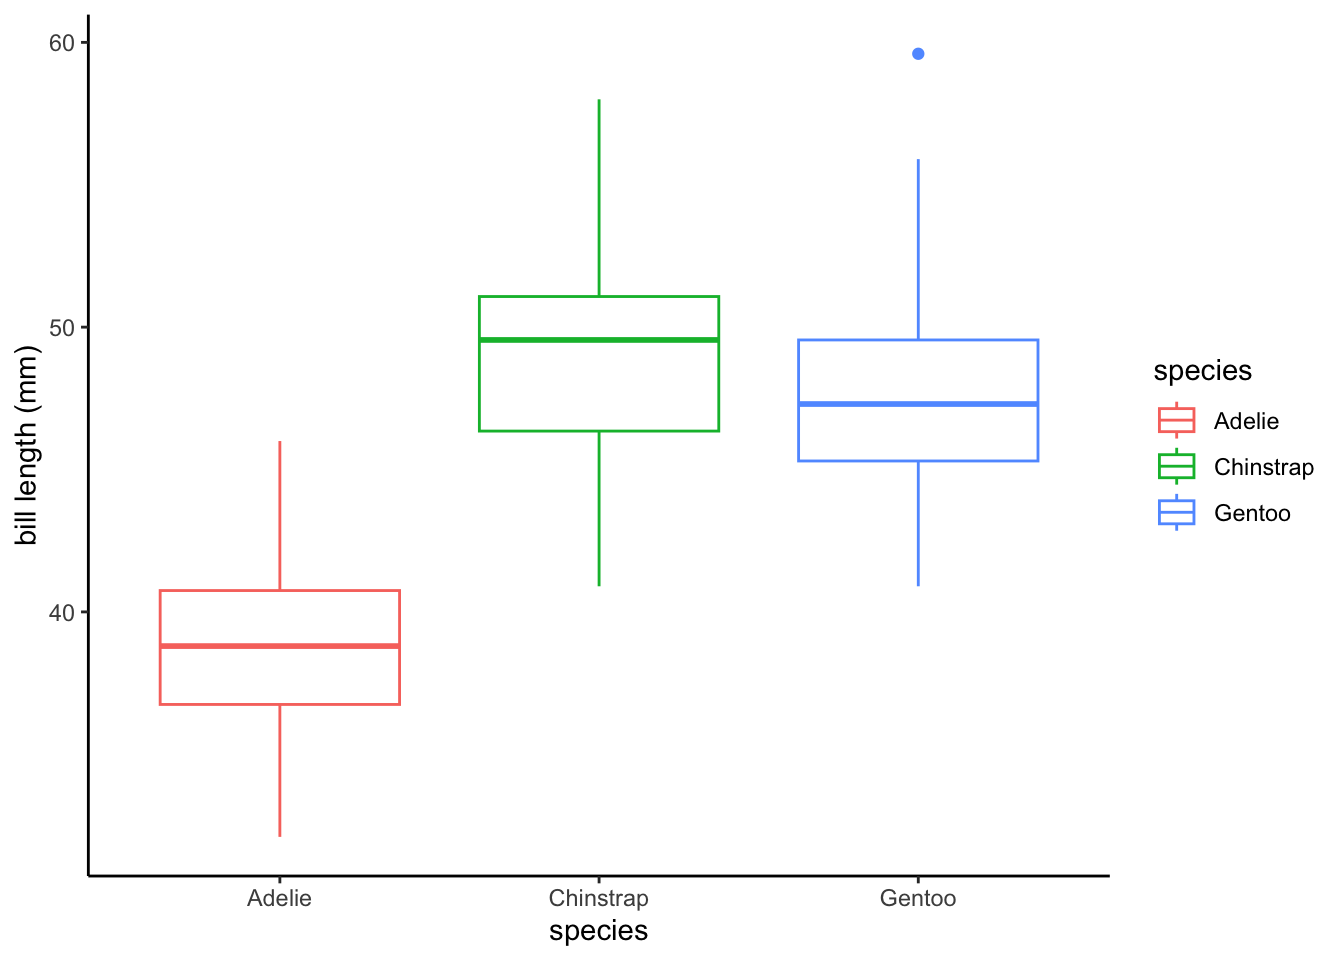 60
50
40
bill length (mm)
Adelie
Chinstrap
Gentoo
species
species
Adelie
Chinstrap
Gentoo